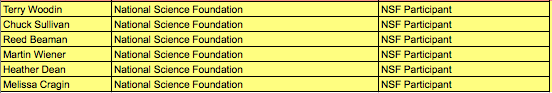 Terry Woodin National Science Foundation NSF Participant
Chuck Sullivan National Science Foundation NSF Participant
Reed Beaman National Science Foundation NSF Participant
Martin Wiener National Science Foundation NSF Participant
Heather Dean National Science Foundation NSF Participant
Melissa Cragin National Science Foundation NSF Participant